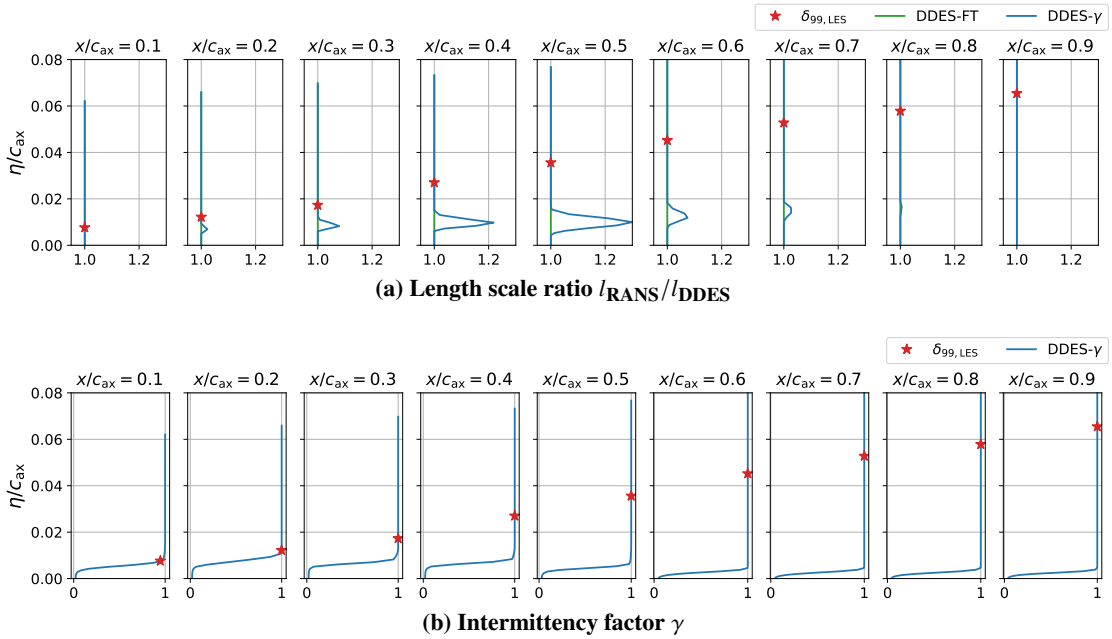 ★ δ99,LES — DDES-FT — DDES-γ
x/cax = 0.1 x/cax = 0.2 x/cax = 0.3 x/cax = 0.4 x/cax = 0.5 x/cax = 0.6 x/cax = 0.7 x/cax = 0.8 x/cax = 0.9
0.08
0.06
0.04
0.02
0.00
η/cax
1.0 1.2 1.0 1.2 1.0 1.2 1.0 1.2 1.0 1.2 1.0 1.2 1.0 1.2 1.0 1.2 1.0 1.2
(a) Length scale ratio lRANS/lDDES
★ δ99,LES — DDES-γ
x/cax = 0.1 x/cax = 0.2 x/cax = 0.3 x/cax = 0.4 x/cax = 0.5 x/cax = 0.6 x/cax = 0.7 x/cax = 0.8 x/cax = 0.9
0.08
0.06
0.04
0.02
0.00
η/cax
0 1 0 1 0 1 0 1 0 1 0 1 0 1 0 1 0 1
(b) Intermittency factor γ